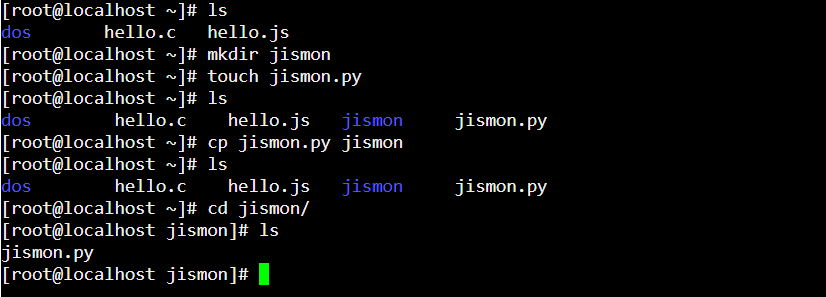 [root@localhost ~]# ls
dos       hello.c   hello.js
[root@localhost ~]# mkdir jismon
[root@localhost ~]# touch jismon.py
[root@localhost ~]# ls
dos        hello.c    hello.js   jismon     jismon.py
[root@localhost ~]# cp jismon.py jismon
[root@localhost ~]# ls
dos        hello.c    hello.js   jismon     jismon.py
[root@localhost ~]# cd jismon/
[root@localhost jismon]# ls
jismon.py
[root@localhost jismon]#